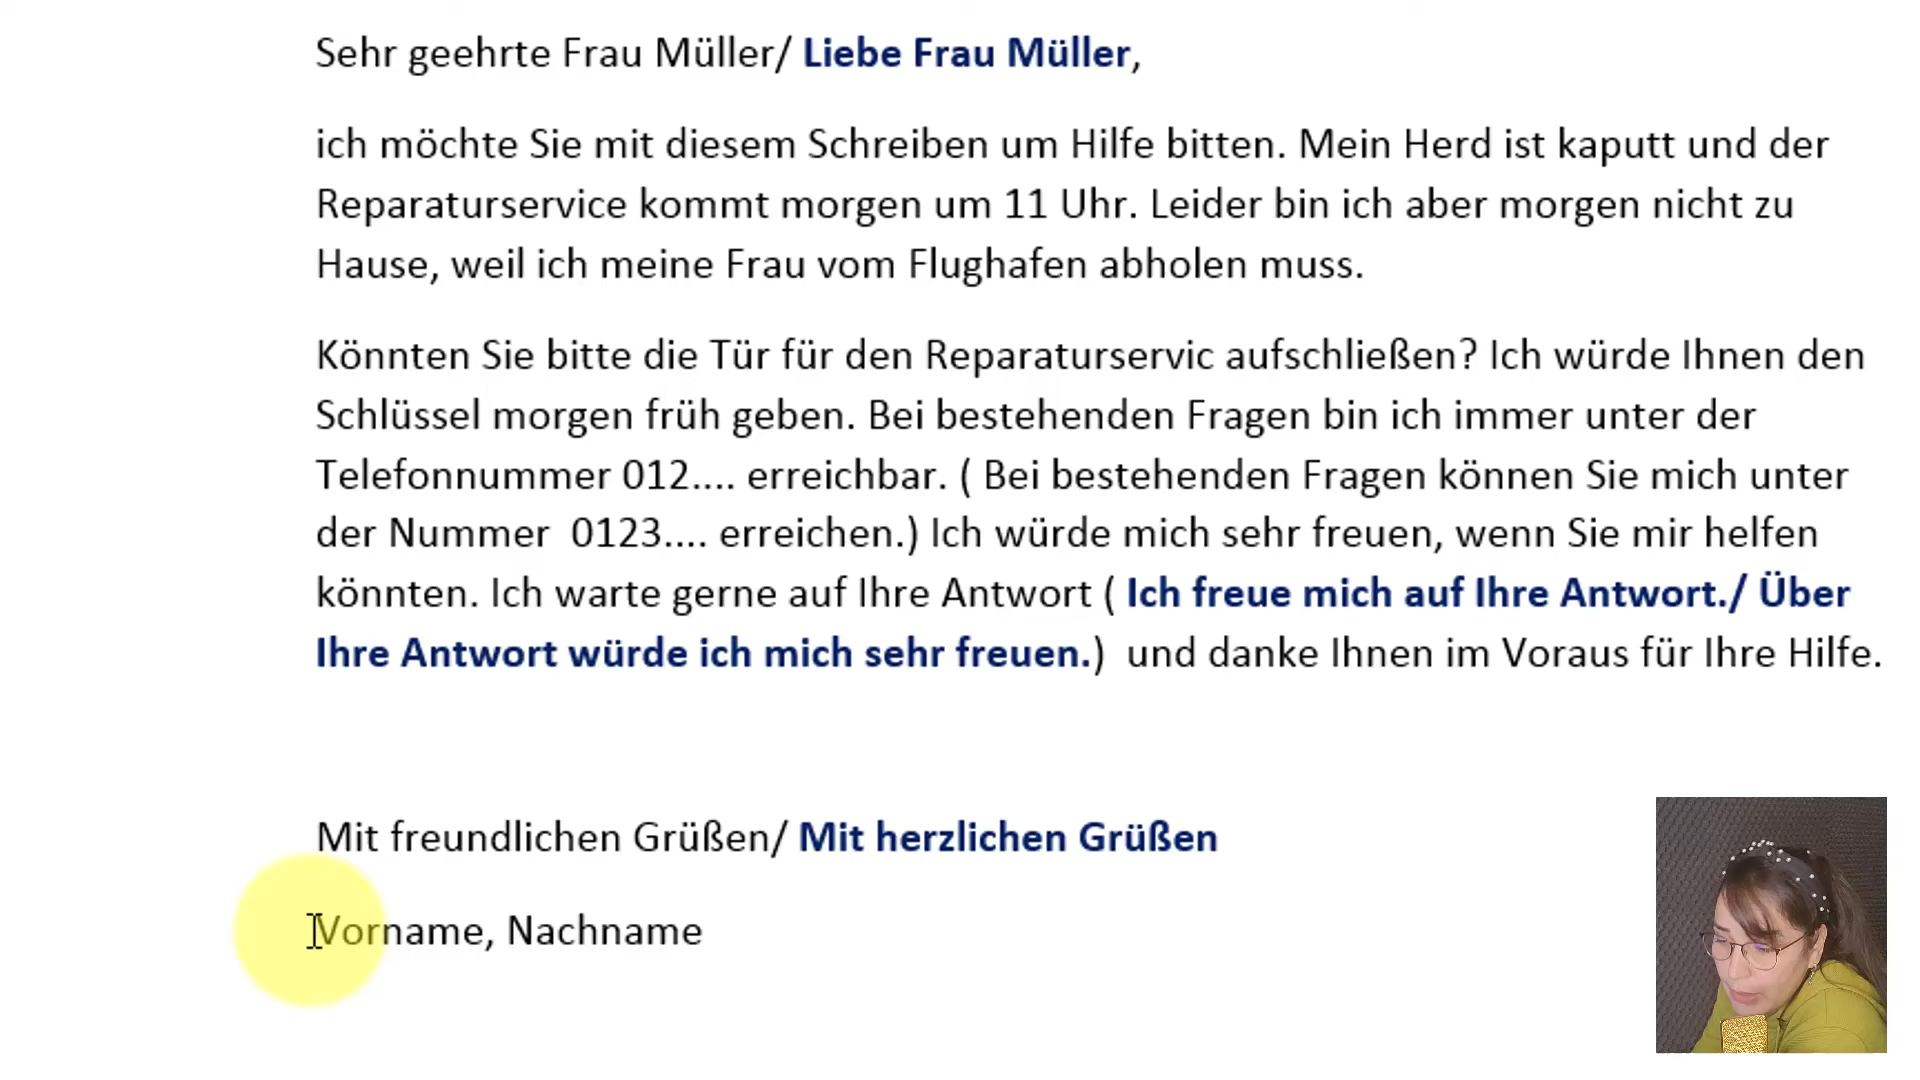 Sehr geehrte Frau Müller/ Liebe Frau Müller,
ich möchte Sie mit diesem Schreiben um Hilfe bitten. Mein Herd ist kaputt und der
Reparaturservice kommt morgen um 11 Uhr. Leider bin ich aber morgen nicht zu
Hause, weil ich meine Frau vom Flughafen abholen muss.
Könnten Sie bitte die Tür für den Reparaturservic aufschließen? Ich würde Ihnen den
Schlüssel morgen früh geben. Bei bestehenden Fragen bin ich immer unter der
Telefonnummer 012.... erreichbar. ( Bei bestehenden Fragen können Sie mich unter
der Nummer  0123.... erreichen.) Ich würde mich sehr freuen, wenn Sie mir helfen
könnten. Ich warte gerne auf Ihre Antwort ( Ich freue mich auf Ihre Antwort./ Über
Ihre Antwort würde ich mich sehr freuen.)  und danke Ihnen im Voraus für Ihre Hilfe.
Mit freundlichen Grüßen/ Mit herzlichen Grüßen
Vorname, Nachname